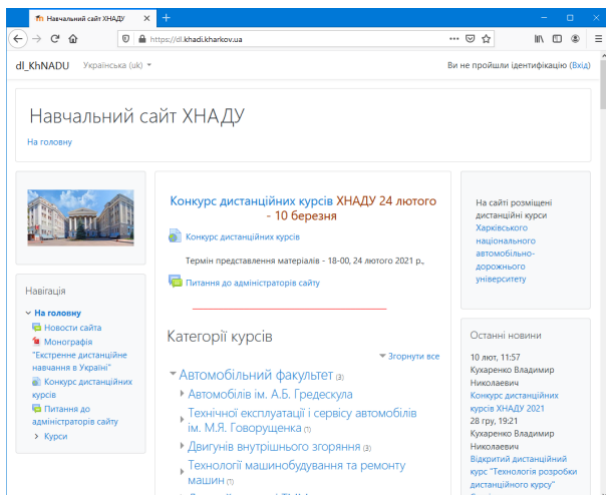 Навчальний сайт ХНАДУ
https://dl.khadi.kharkov.ua
dl_KhNADU
Українська (uk)
Ви не пройшли ідентифікацію (Вхід)
Навчальний сайт ХНАДУ
На головну
Навігація
На головну
Новости сайта
Монографія
"Екстренне дистанційне
навчання в Україні"
Конкурс дистанційних
курсів
Питання до
адміністраторів сайту
Курси
Конкурс дистанційних курсів ХНАДУ 24 лютого
- 10 березня
Конкурс дистанційних курсів
Термін представлення матеріалів - 18-00, 24 лютого 2021 р.,
Питання до адміністраторів сайту
Категорії курсів
Згорнути все
Автомобільний факультет (3)
Автомобілів ім. А.Б. Гредескула
Технічної експлуатації і сервісу автомобілів
ім. М.Я. Говорущенка (1)
Двигунів внутрішнього згоряння (3)
Технології машинобудування та ремонту
машин (1)
На сайті розміщені
дистанційні курси
Харківського
національного
автомобільно-
дорожнього
університету
Останні новини
10 лют, 11:57
Кухаренко Владимир
Николаевич
Конкурс дистанційних
курсів ХНАДУ 2021
28 гру, 19:21
Кухаренко Владимир
Николаевич
Відкритий дистанційний
курс "Технологія розробки
дистанційного курсу"